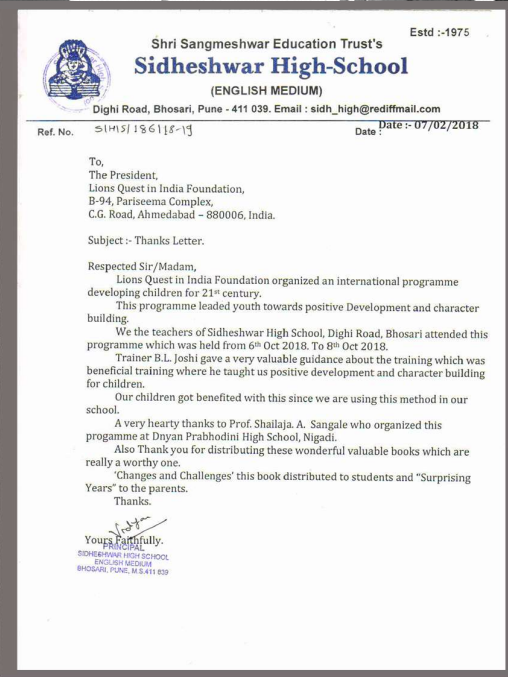 Estd :-1975
Shri Sangmeshwar Education Trust's
Sidheshwar High-School
(ENGLISH MEDIUM)
Dighi Road, Bhosari, Pune - 411 039. Email : sidh_high@rediffmail.com
Ref. No. SIHIS/186118-19 Date : Date :- 07/02/2018
To,
The President,
Lions Quest in India Foundation,
B-94, Pariseema Complex,
C.G. Road, Ahmedabad – 880006, India.
Subject :- Thanks Letter.
Respected Sir/Madam,
Lions Quest in India Foundation organized an international programme
developing children for 21st century.
This programme leaded youth towards positive Development and character
building.
We the teachers of Sidheshwar High School, Dighi Road, Bhosari attended this
programme which was held from 6th Oct 2018. To 8th Oct 2018.
Trainer B.L. Joshi gave a very valuable guidance about the training which was
beneficial training where he taught us positive development and character building
for children.
Our children got benefited with this since we are using this method in our
school.
A very hearty thanks to Prof. Shailaja. A. Sangale who organized this
progamme at Dnyan Prabhodini High School, Nigadi.
Also Thank you for distributing these wonderful valuable books which are
really a worthy one.
'Changes and Challenges' this book distributed to students and "Surprising
Years" to the parents.
Thanks.
Yours Faithfully.
PRINCIPAL
SIDHESHWAR HIGH SCHOOL
ENGLISH MEDIUM
BHOSARI, PUNE, M.S.411 039